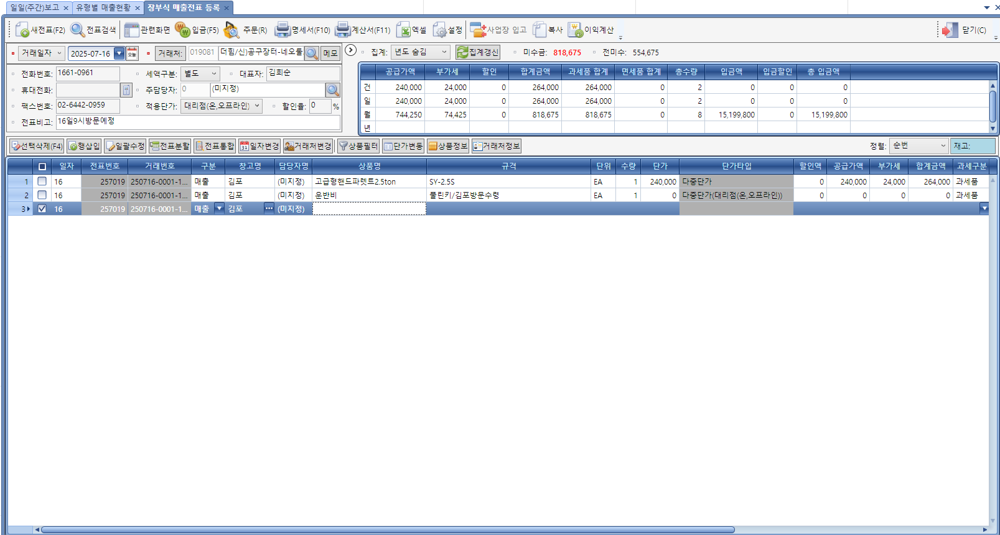 일일(주간)보고 × 유형별 매출현황 × 장부식 매출전표 등록 ×
새전표(F2) 전표검색 관련화면 입금(F5) 주문(R) 명세서(F10) 계산서(F11) 엑셀 설정 사업장 입고 복사 이익계산 닫기(C)
거래일자 2025-07-16 오늘 거래처: 019081 더힘/신)공구장터-네오툴 메모 집계: 년도 숨김 집계갱신 미수금: 818,675 전미수: 554,675
전화번호: 1661-0961 세액구분: 별도 대표자: 김희순
휴대전화: 주담당자: 0 (미지정)
팩스번호: 02-6442-0959 적용단가: 대리점(온,오프라인) 할인율: 0 %
전표비고: 16일9시방문예정
공급가액 부가세 할인 합계금액 과세품 합계 면세품 합계 총수량 입금액 입금할인 총 입금액
건 240,000 24,000 0 264,000 264,000 0 2 0 0 0
일 240,000 24,000 0 264,000 264,000 0 2 0 0 0
월 744,250 74,425 0 818,675 818,675 0 8 15,199,800 0 15,199,800
년
선택삭제(F4) 행삽입 일괄수정 전표분할 전표통합 일자변경 거래처변경 상품필터 단가변동 상품정보 거래처정보 정렬: 순번 재고:
일자 전표번호 거래번호 구분 창고명 담당자명 상품명 규격 단위 수량 단가 단가타입 할인액 공급가액 부가세 합계금액 과세구분
1 16 257019 250716-0001-1... 매출 김포 (미지정) 고급형핸드파렛트2.5ton SY-2.5S EA 1 240,000 다중단가 0 240,000 24,000 264,000 과세품
2 16 257019 250716-0001-1... 매출 김포 (미지정) 운반비 툴린키/김포방문수령 EA 1 0 다중단가(대리점(온,오프라인)) 0 0 0 0 과세품
3 16 257019 250716-0001-1... 매출 김포 ... (미지정)